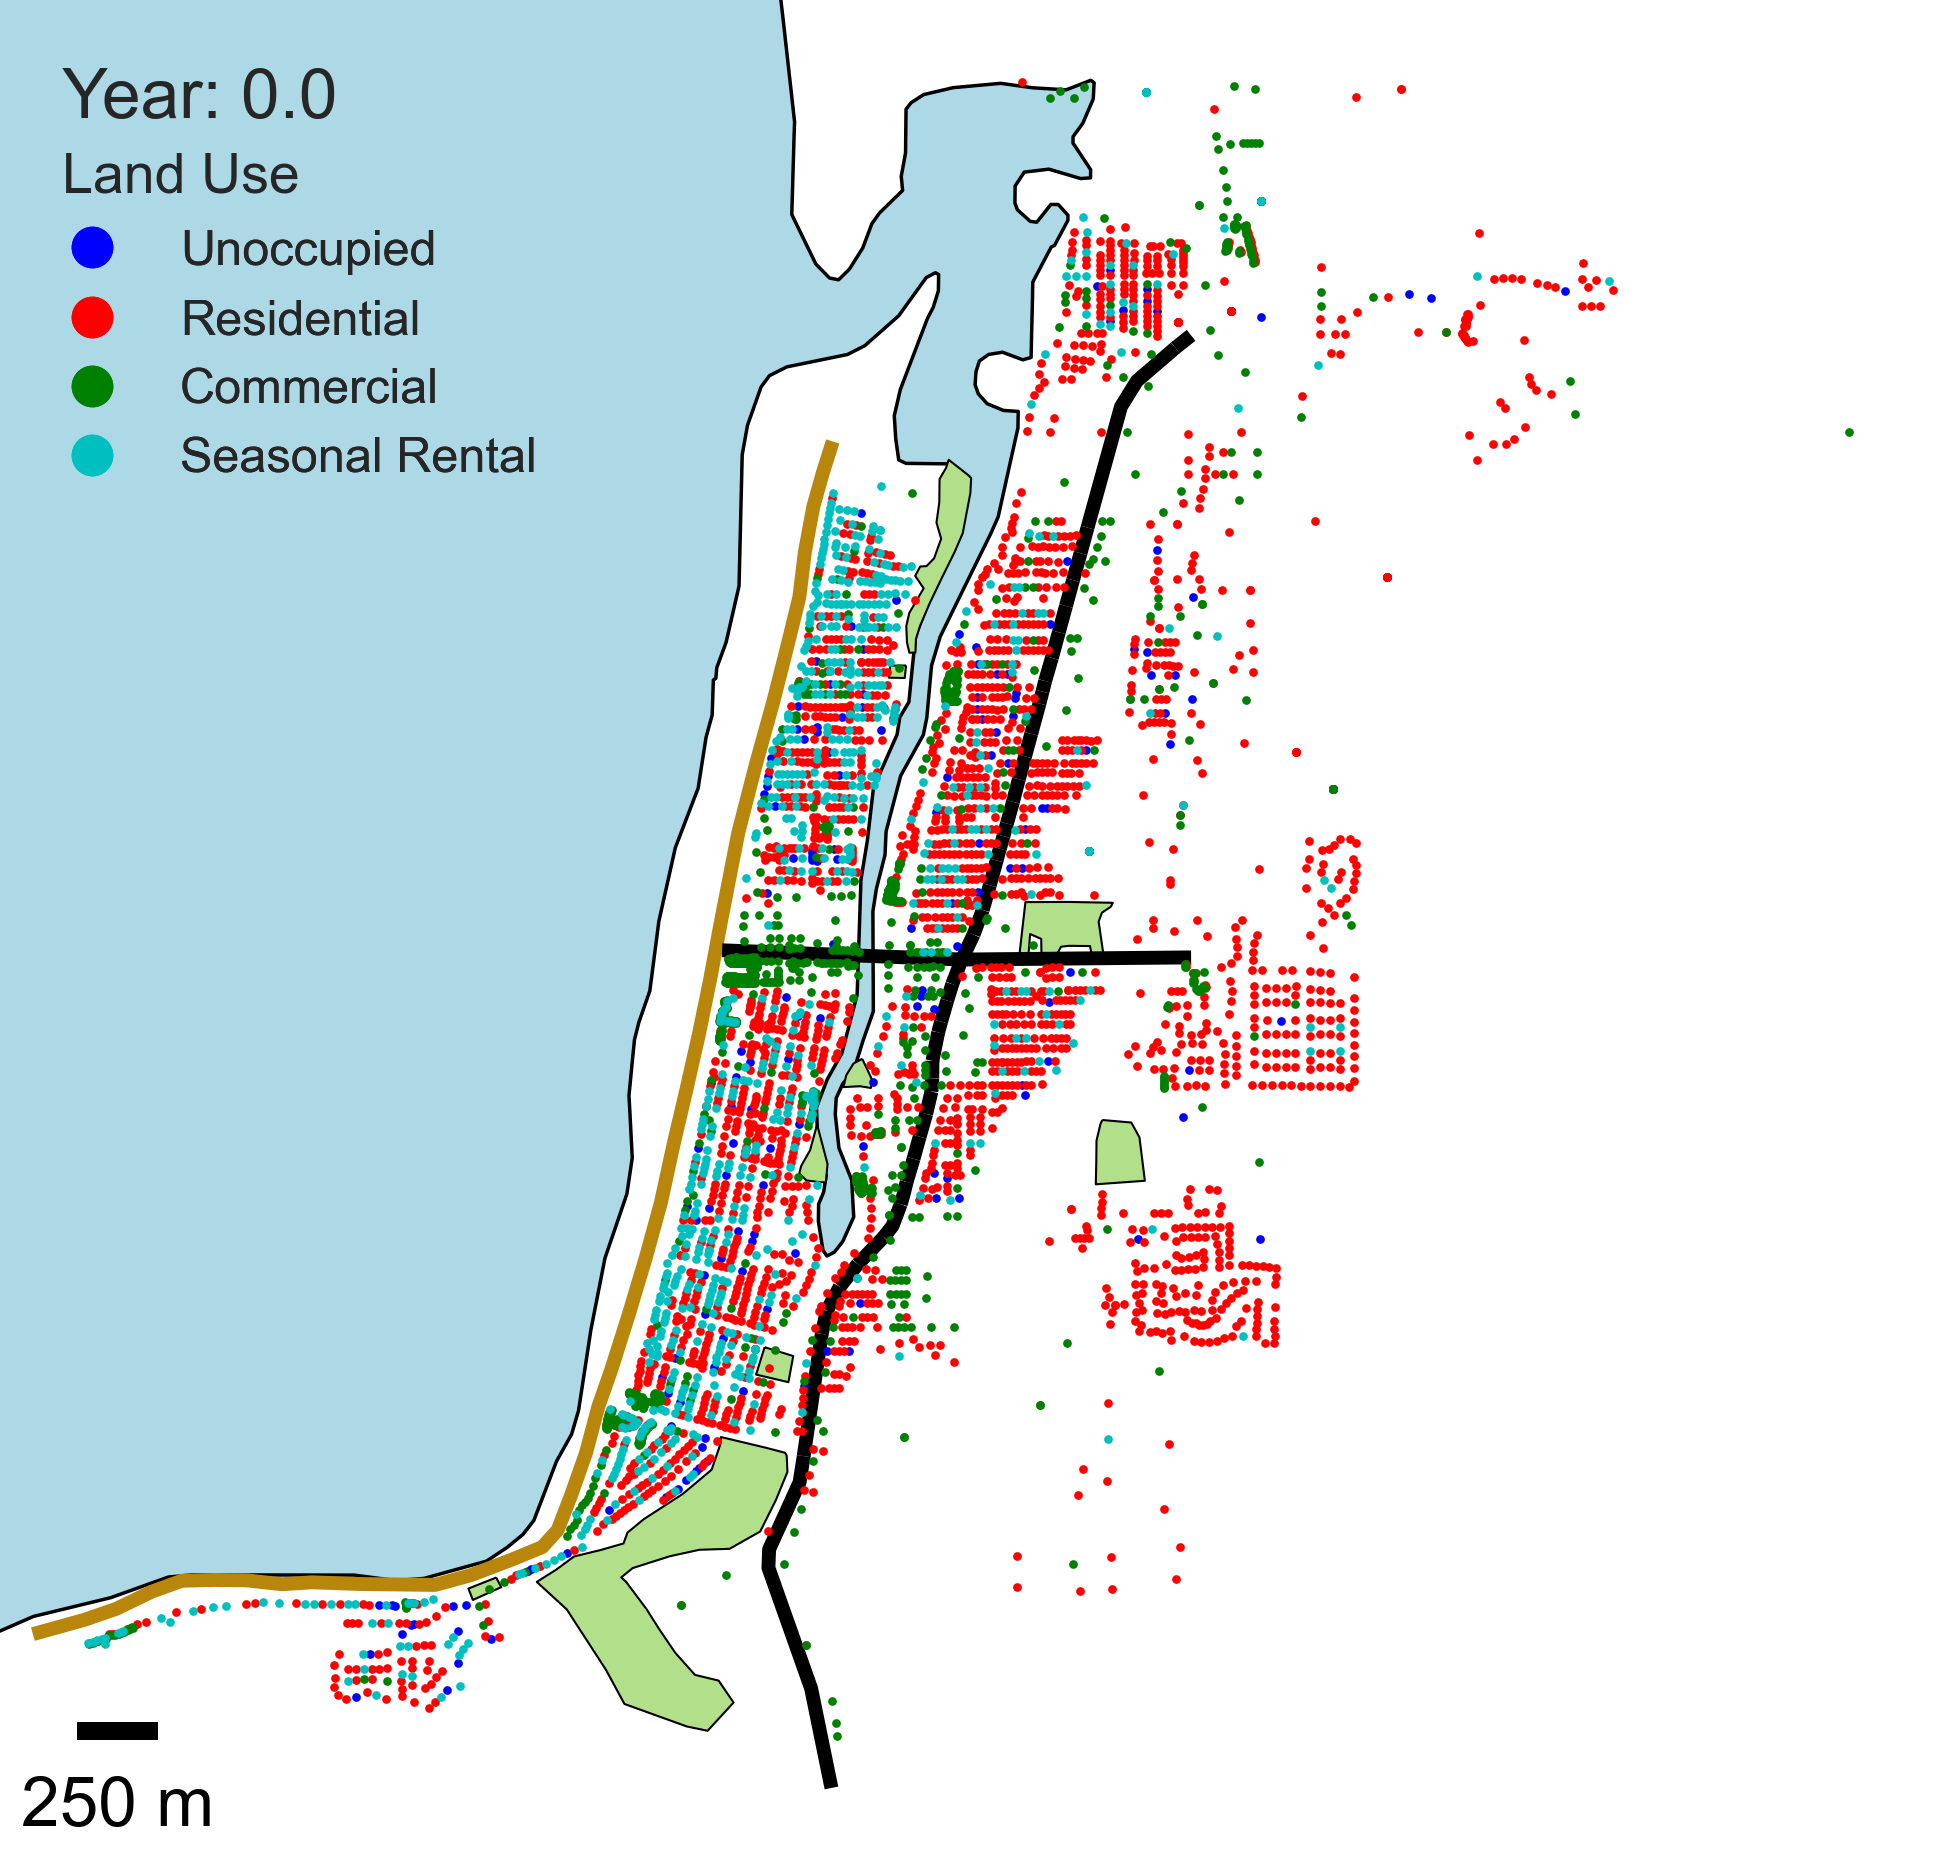 Year: 0.0
Land Use
Unoccupied
Residential
Commercial
Seasonal Rental
250 m